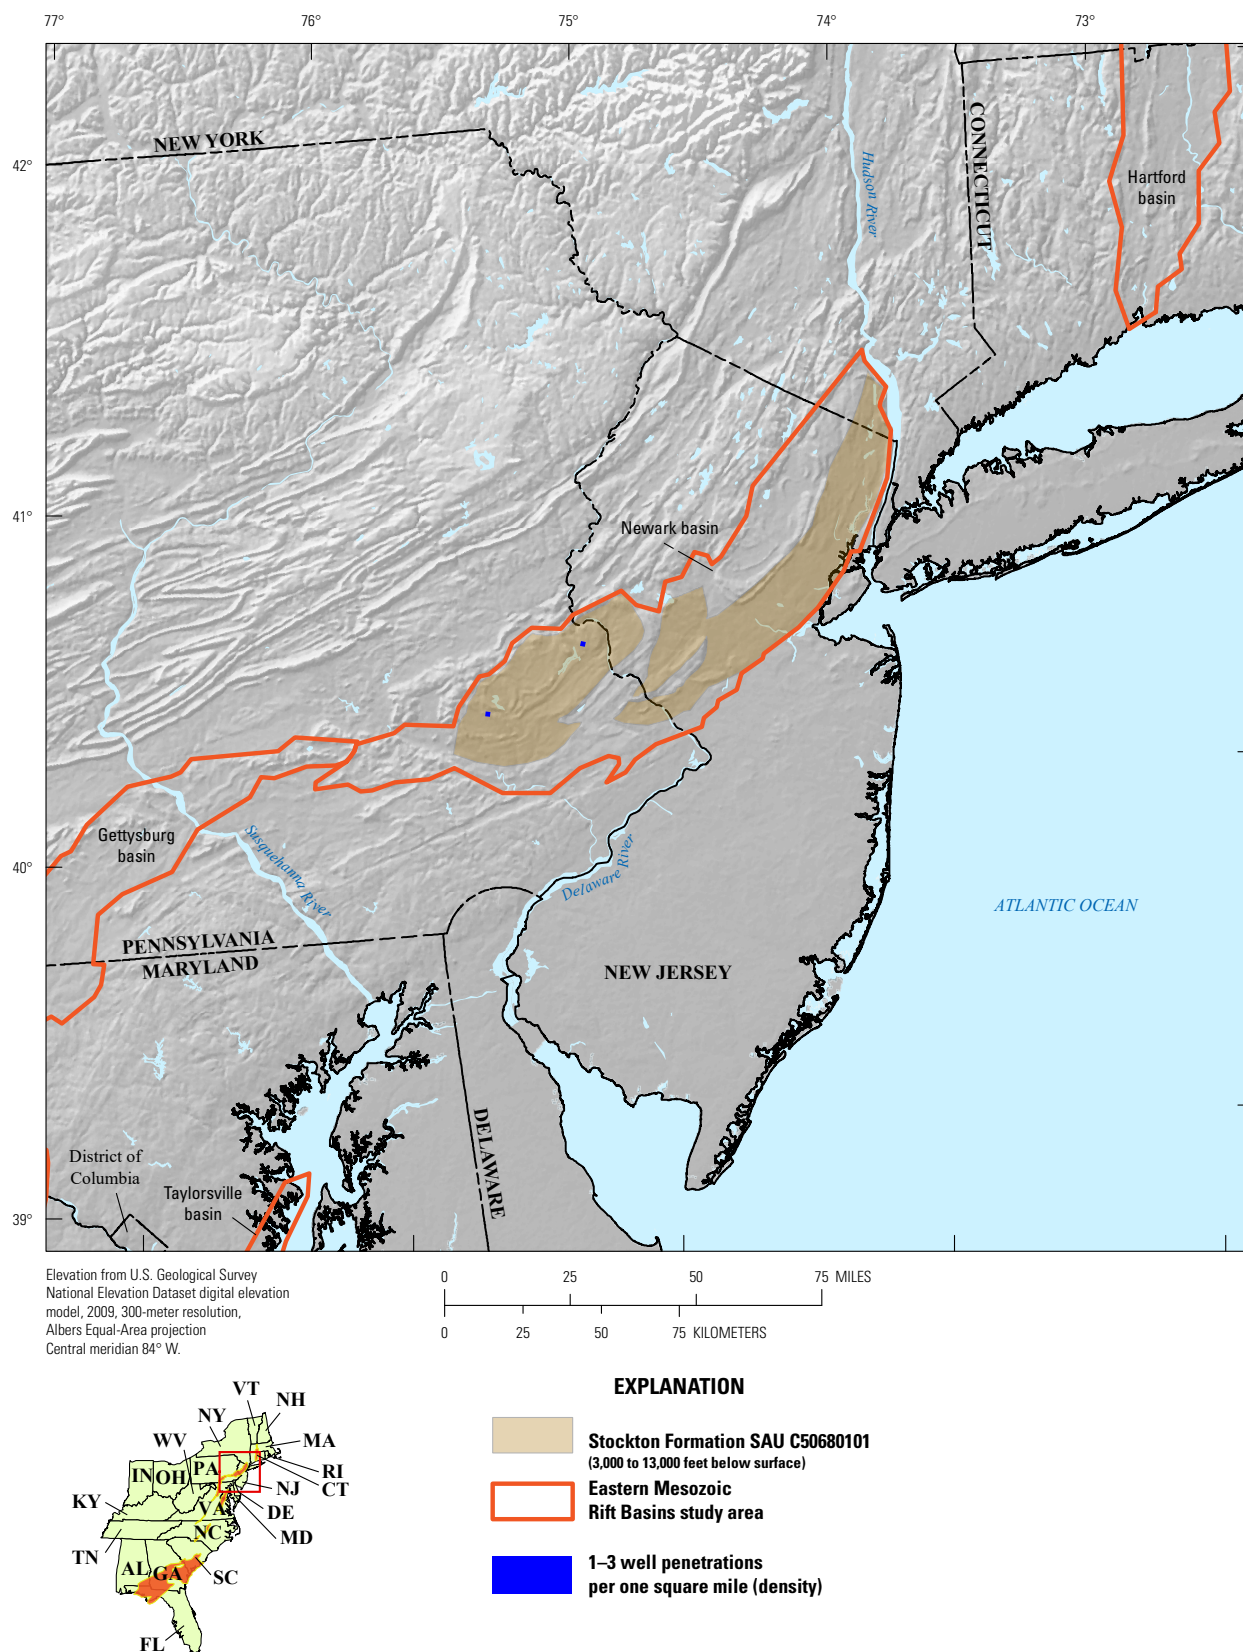 77°
76°
75°
74°
73°
NEW YORK
42°
CONNECTICUT
Hudson River
Hartford
basin
41°
Newark basin
Gettysburg
basin
Susquehanna River
40°
Delaware River
ATLANTIC OCEAN
PENNSYLVANIA
MARYLAND
NEW JERSEY
DELAWARE
District of
Columbia
Taylorsville
basin
39°
Elevation from U.S. Geological Survey
National Elevation Dataset digital elevation
model, 2009, 300-meter resolution,
Albers Equal-Area projection
Central meridian 84° W.
0 25 50 75 MILES
0 25 50 75 KILOMETERS
VT
NH
NY
WV
MA
PA
RI
IN
OH
NJ
CT
KY
VA
DE
NC
MD
TN
AL
GA
SC
FL
EXPLANATION
Stockton Formation SAU C50680101
(3,000 to 13,000 feet below surface)
Eastern Mesozoic
Rift Basins study area
1–3 well penetrations
per one square mile (density)